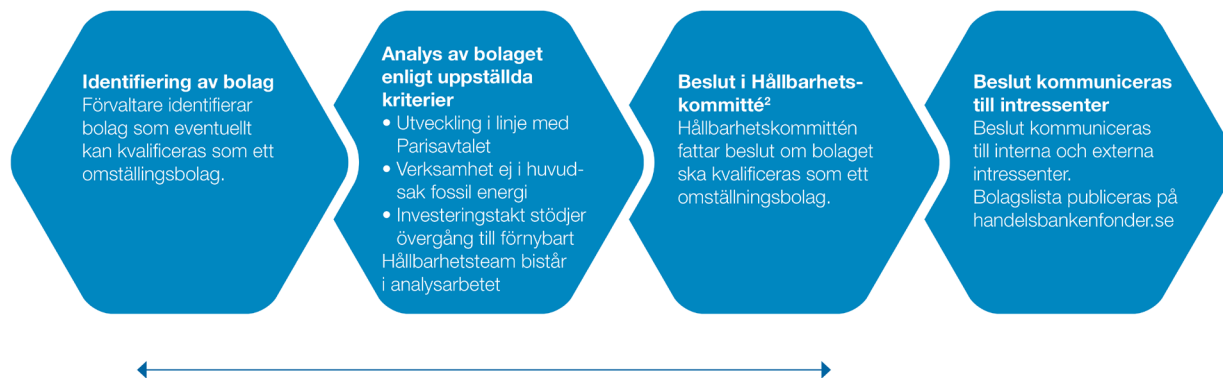 Identifiering av bolag
Förvaltare identifierar
bolag som eventuellt
kan kvalificeras som ett
omställingsbolag.
Analys av bolaget
enligt uppställda
kriterier
• Utveckling i linje med
Parisavtalet
• Verksamhet ej i huvud-
sak fossil energi
• Investeringstakt stödjer
övergång till förnybart
Hållbarhetsteam bistår
i analysarbetet
Beslut i Hållbarhets-
kommitté²
Hållbarhetskommittén
fattar beslut om bolaget
ska kvalificeras som ett
omställningsbolag.
Beslut kommuniceras
till intressenter
Beslut kommuniceras
till interna och externa
intressenter.
Bolagslista publiceras på
handelsbankenfonder.se